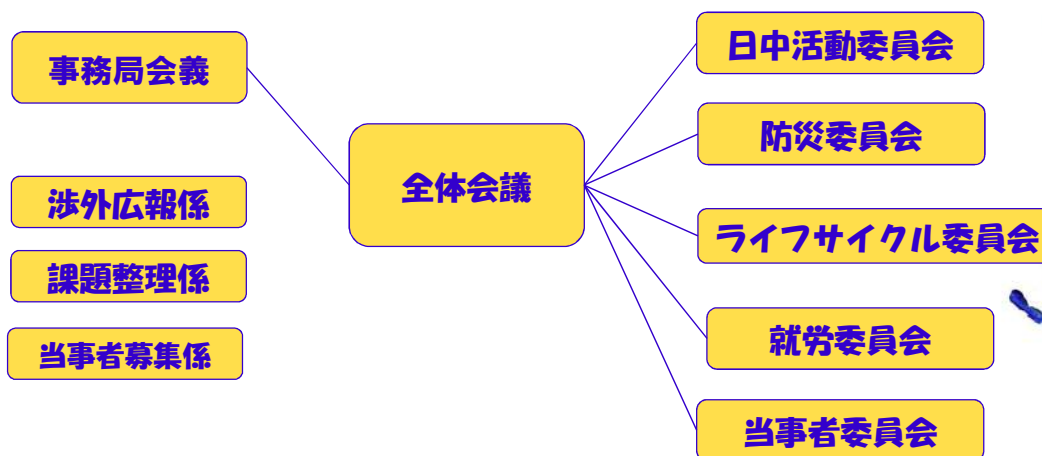 事務局会議
渉外広報係
課題整理係
当事者募集係
全体会議
日中活動委員会
防災委員会
ライフサイクル委員会
就労委員会
当事者委員会